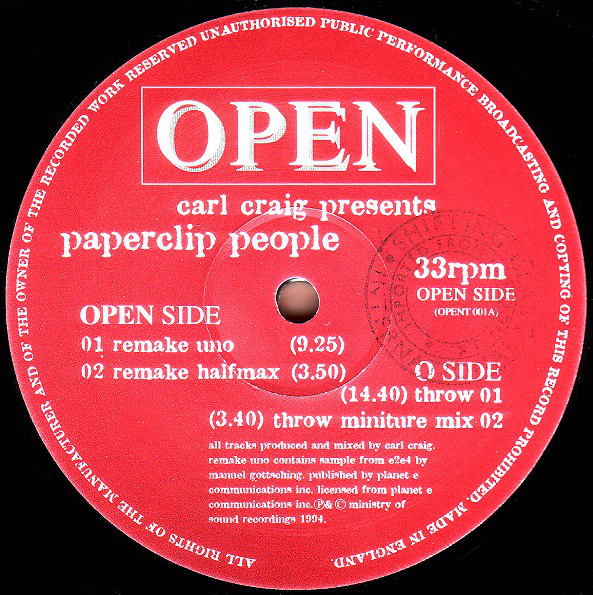 ALL RIGHTS OF THE MANUFACTURER AND OF THE OWNER OF THE RECORDED WORK RESERVED UNAUTHORISED PUBLIC PERFORMANCE BROADCASTING AND COPYING OF THIS RECORD PROHIBITED. MADE IN ENGLAND.
OPEN
carl craig presents
paperclip people
33rpm
OPEN SIDE
(OPENT 001A)
OPEN SIDE
01 remake uno (9.25)
02 remake halfmax (3.50)
O SIDE
(14.40) throw 01
(3.40) throw miniture mix 02
all tracks produced and mixed by carl craig.
remake uno contains sample from e2e4 by
manuel gottsching. published by planet e
communications inc. licensed from planet e
communications inc.℗& © ministry of
sound recordings 1994.
SHIFTING
IMPORTED FROM